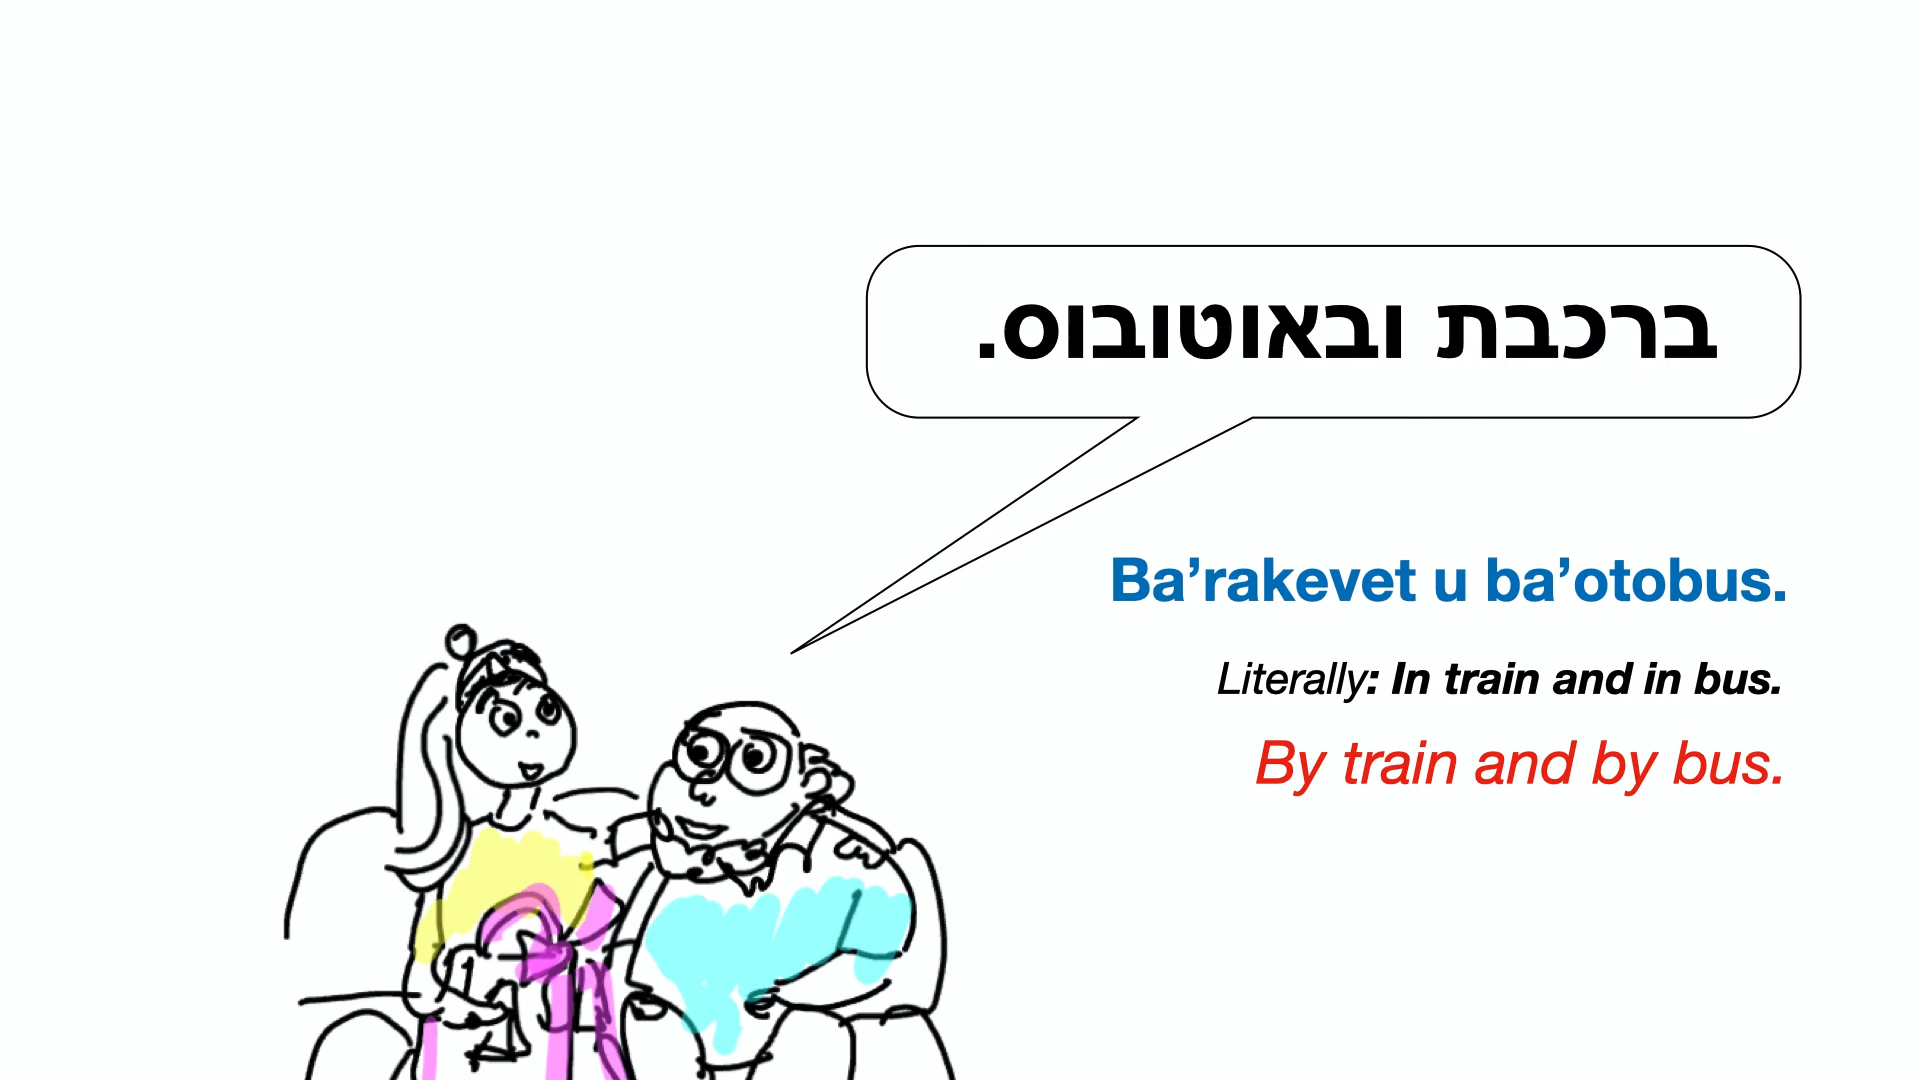 ברכבת ובאוטובוס.
Ba’rakevet u ba’otobus.
Literally: In train and in bus.
By train and by bus.